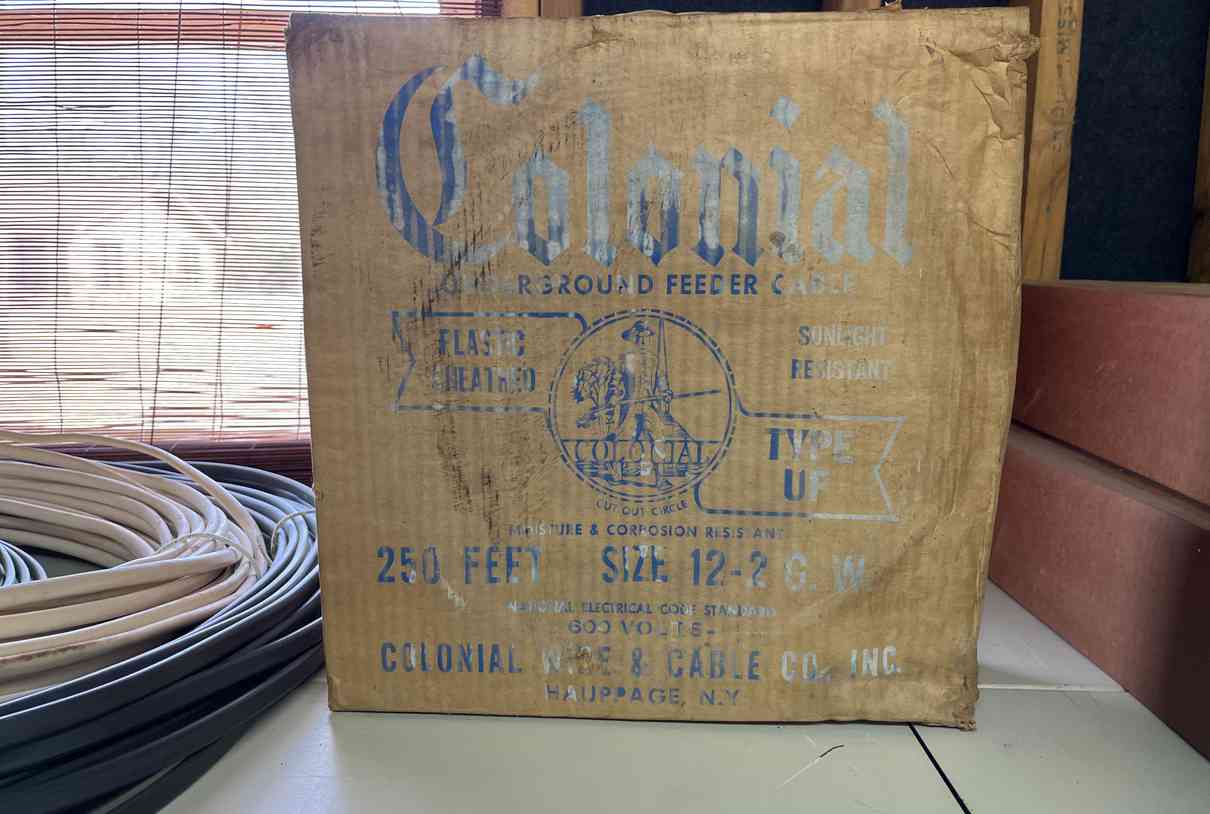 Colonial
UNDERGROUND FEEDER CABLE
PLASTIC
SHEATHED
SUNLIGHT
RESISTANT
COLONIAL
TYPE
UF
CUT OUT CIRCLE
MOISTURE & CORROSION RESISTANT
250 FEET SIZE 12-2 G. W.
NATIONAL ELECTRICAL CODE STANDARD
600 VOLTS-
COLONIAL WIRE & CABLE CO., INC.
HAUPPAGE, N.Y